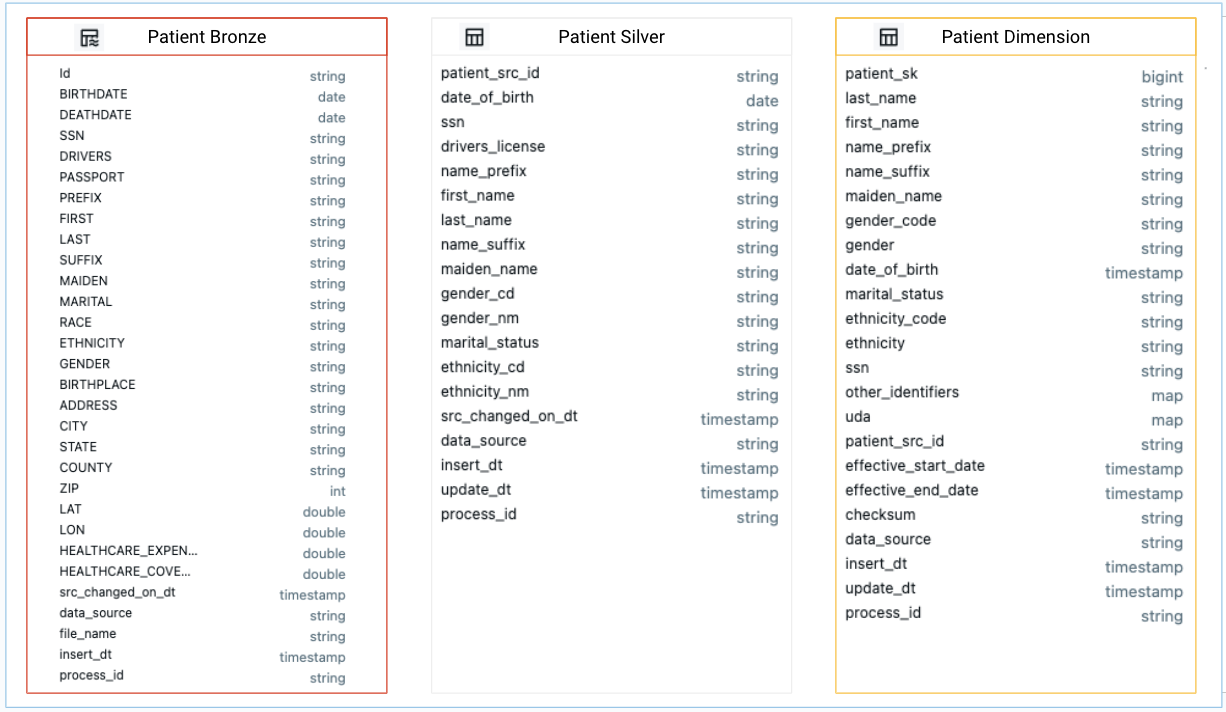 Patient Bronze
Id string
BIRTHDATE date
DEATHDATE date
SSN string
DRIVERS string
PASSPORT string
PREFIX string
FIRST string
LAST string
SUFFIX string
MAIDEN string
MARITAL string
RACE string
ETHNICITY string
GENDER string
BIRTHPLACE string
ADDRESS string
CITY string
STATE string
COUNTY string
ZIP int
LAT double
LON double
HEALTHCARE_EXPEN... double
HEALTHCARE_COVE... double
src_changed_on_dt timestamp
data_source string
file_name string
insert_dt timestamp
process_id string
Patient Silver
patient_src_id string
date_of_birth date
ssn string
drivers_license string
name_prefix string
first_name string
last_name string
name_suffix string
maiden_name string
gender_cd string
gender_nm string
marital_status string
ethnicity_cd string
ethnicity_nm string
src_changed_on_dt timestamp
data_source string
insert_dt timestamp
update_dt timestamp
process_id string
Patient Dimension
patient_sk bigint
last_name string
first_name string
name_prefix string
name_suffix string
maiden_name string
gender_code string
gender string
date_of_birth timestamp
marital_status string
ethnicity_code string
ethnicity string
ssn string
other_identifiers map
uda map
patient_src_id string
effective_start_date timestamp
effective_end_date timestamp
checksum string
data_source string
insert_dt timestamp
update_dt timestamp
process_id string